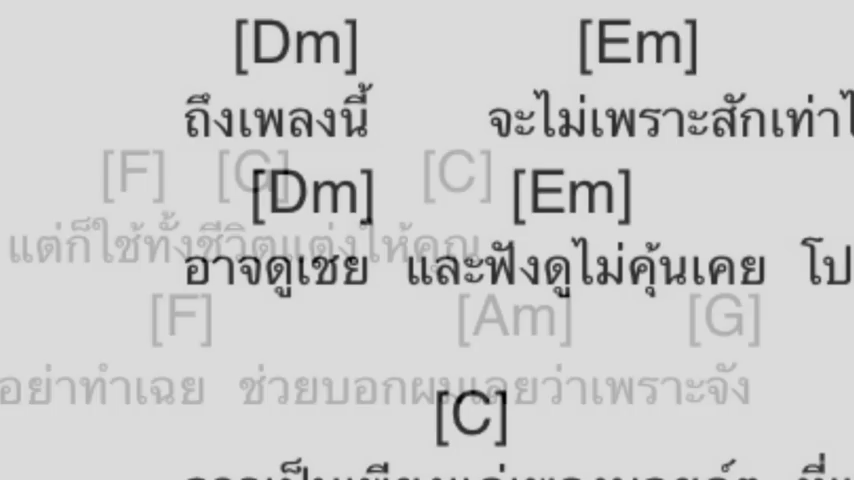 [Dm] [Em]
ถึงเพลงนี้ จะไม่เพราะสักเท่า
[F] [G] [C]
[Dm] [Em]
แต่ก็ใช้ทั้งชีวิตแต่งให้คุณ
อาจดูเชย และฟังดูไม่คุ้นเคย โป
[F] [Am] [G]
อย่าทำเฉย ช่วยบอกผมเลยว่าเพราะจัง
[C]